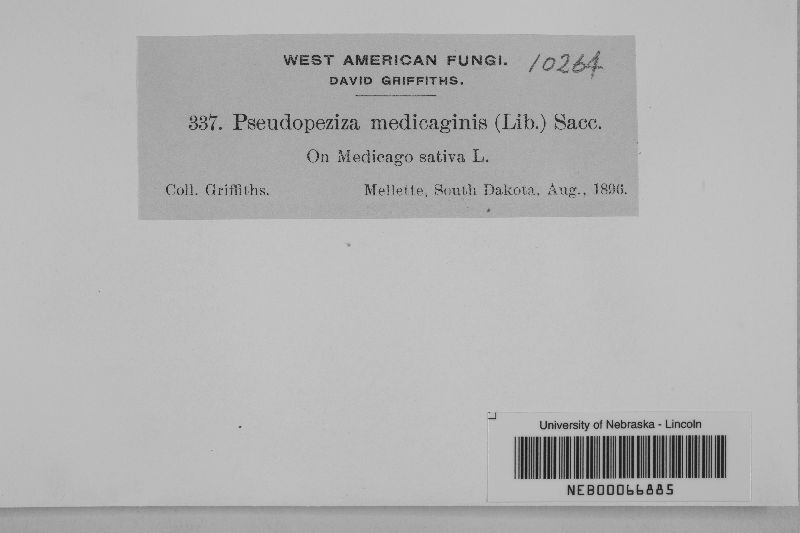 WEST AMERICAN FUNGI. 10264
DAVID GRIFFITHS.
337. Pseudopeziza medicaginis (Lib.) Sacc.
On Medicago sativa L.
Coll. Griffiths. Mellette, South Dakota, Aug., 1896.
University of Nebraska - Lincoln
NEB00066885